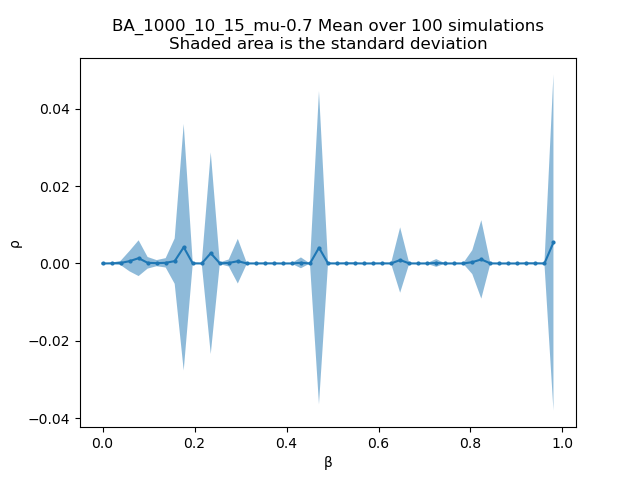 BA_1000_10_15_mu-0.7 Mean over 100 simulations
Shaded area is the standard deviation
0.04
0.02
0.00
−0.02
−0.04
ρ
0.0 0.2 0.4 0.6 0.8 1.0
β